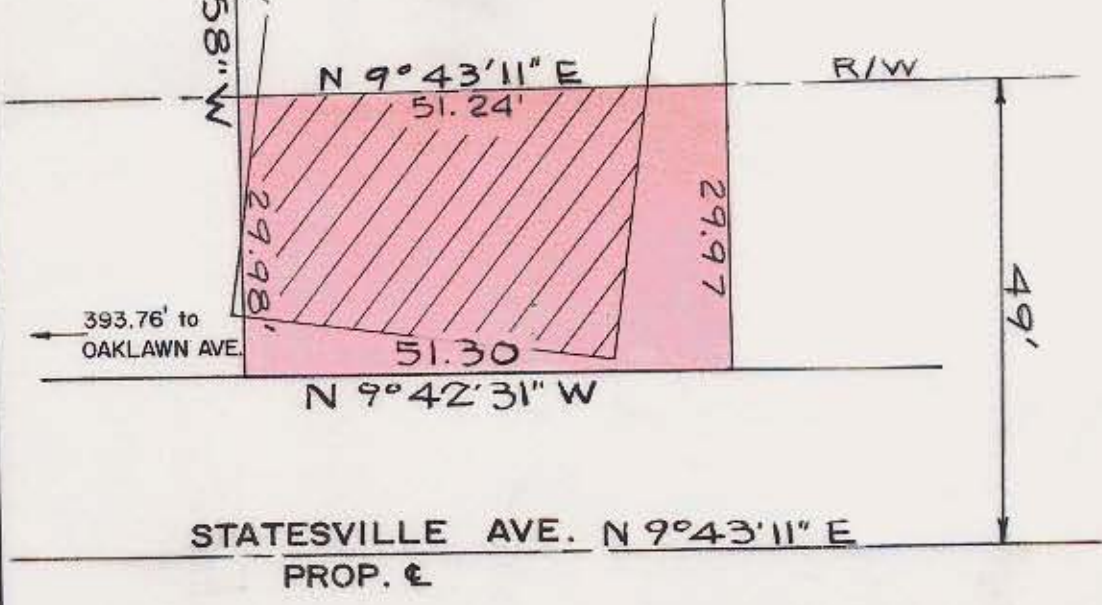 58" W
N 9°43'11" E
51.24'
R/W
29.98'
29.97
49'
393.76' to
OAKLAWN AVE.
51.30
N 9°42'31" W
STATESVILLE AVE. N 9°43'11" E
PROP. ℄